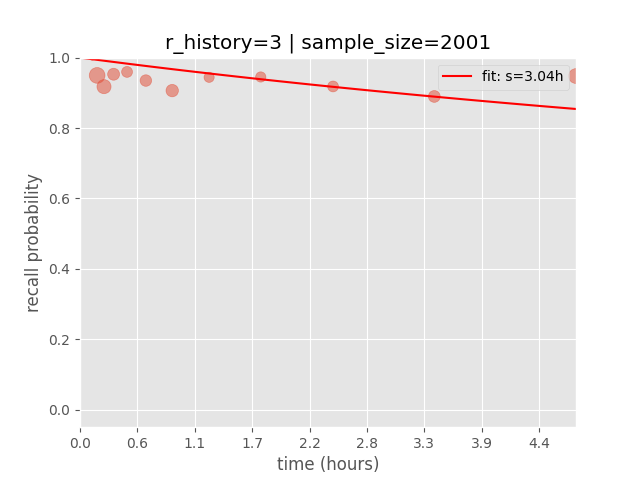 r_history=3 | sample_size=2001
fit: s=3.04h
recall probability
1.0
0.8
0.6
0.4
0.2
0.0
0.0 0.6 1.1 1.7 2.2 2.8 3.3 3.9 4.4
time (hours)